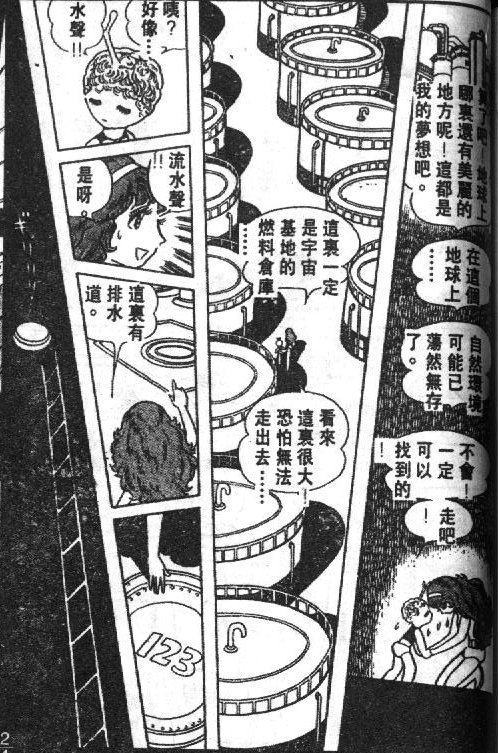 算了吧！地球上
哪裏還有美麗的
地方呢！這都是
我的夢想吧。
在這個
地球上
……
自然環境
可能已
蕩然無存
了。
不會！
一定
可以
找到的
！
走吧
！
這裏一定
是宇宙
基地的
燃料倉庫
……
看來
這裏很大！
恐怕無法
走出去……
咦？
好像……
水聲!!
流水聲
!!
是呀。
這裏有
排水
道。
123
2